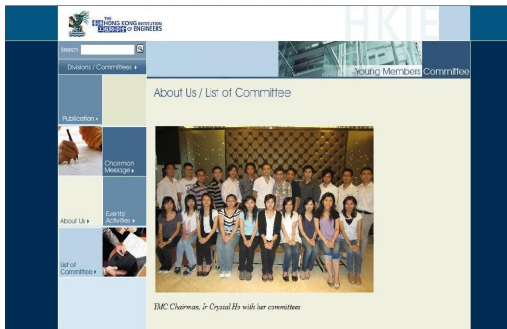 THE
HONG KONG INSTITUTION
OF ENGINEERS
HKIE
Search
Divisions / Committees
Young Members Committee
About Us / List of Committee
Publication
Chairman
Message
About Us
Events/
Activities
List of
Committee
YMC Chairman, Ir Crystal Ho with her committees